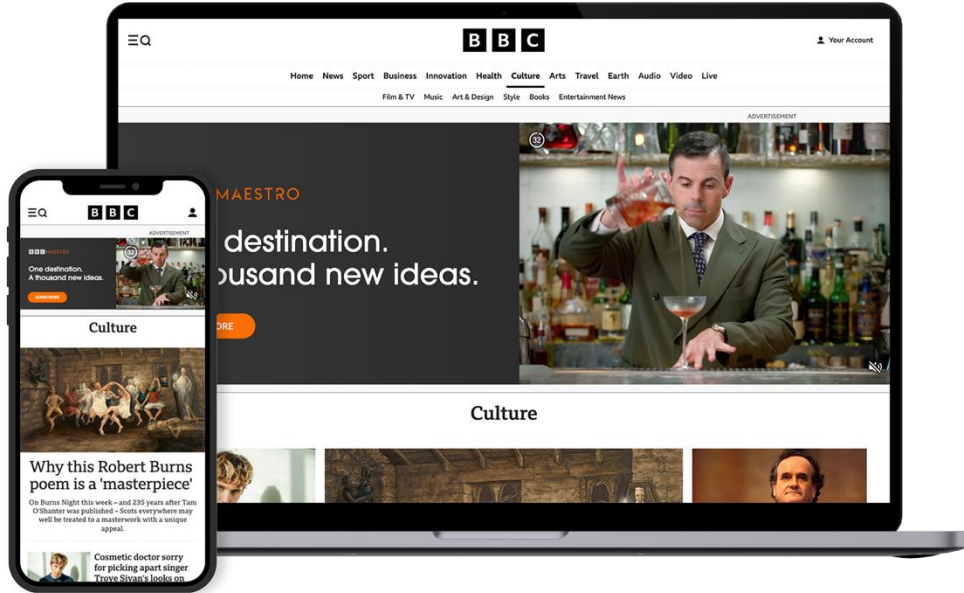 BBC
Your Account
Home News Sport Business Innovation Health Culture Arts Travel Earth Audio Video Live
Film & TV Music Art & Design Style Books Entertainment News
ADVERTISEMENT
32
MAESTRO
destination.
ousand new ideas.
ORE
Culture
BBC
ADVERTISEMENT
BBC MAESTRO
32
One destination.
A thousand new ideas.
LEARN MORE
Culture
Why this Robert Burns
poem is a 'masterpiece'
On Burns Night this week – and 235 years after Tam
O'Shanter was published – Scots everywhere may
well be treated to a masterwork with a unique
appeal.
Cosmetic doctor sorry
for picking apart singer
Troye Sivan's looks on